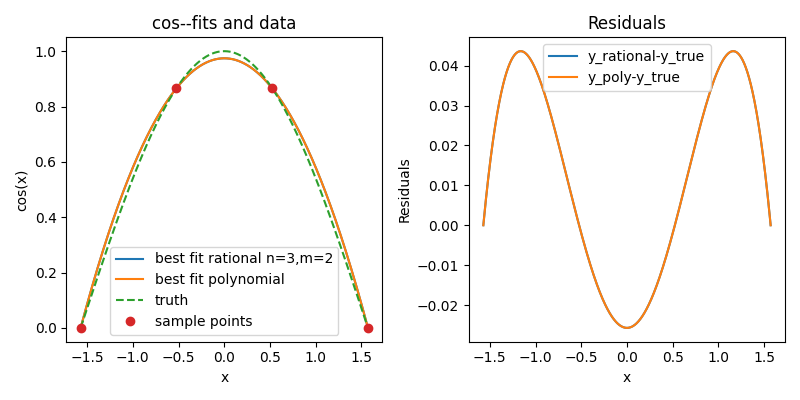 cos--fits and data
cos(x)
1.0
0.8
0.6
0.4
0.2
0.0
best fit rational n=3,m=2
best fit polynomial
truth
sample points
−1.5 −1.0 −0.5 0.0 0.5 1.0 1.5
x
Residuals
Residuals
0.04
0.03
0.02
0.01
0.00
−0.01
−0.02
y_rational-y_true
y_poly-y_true
−1.5 −1.0 −0.5 0.0 0.5 1.0 1.5
x